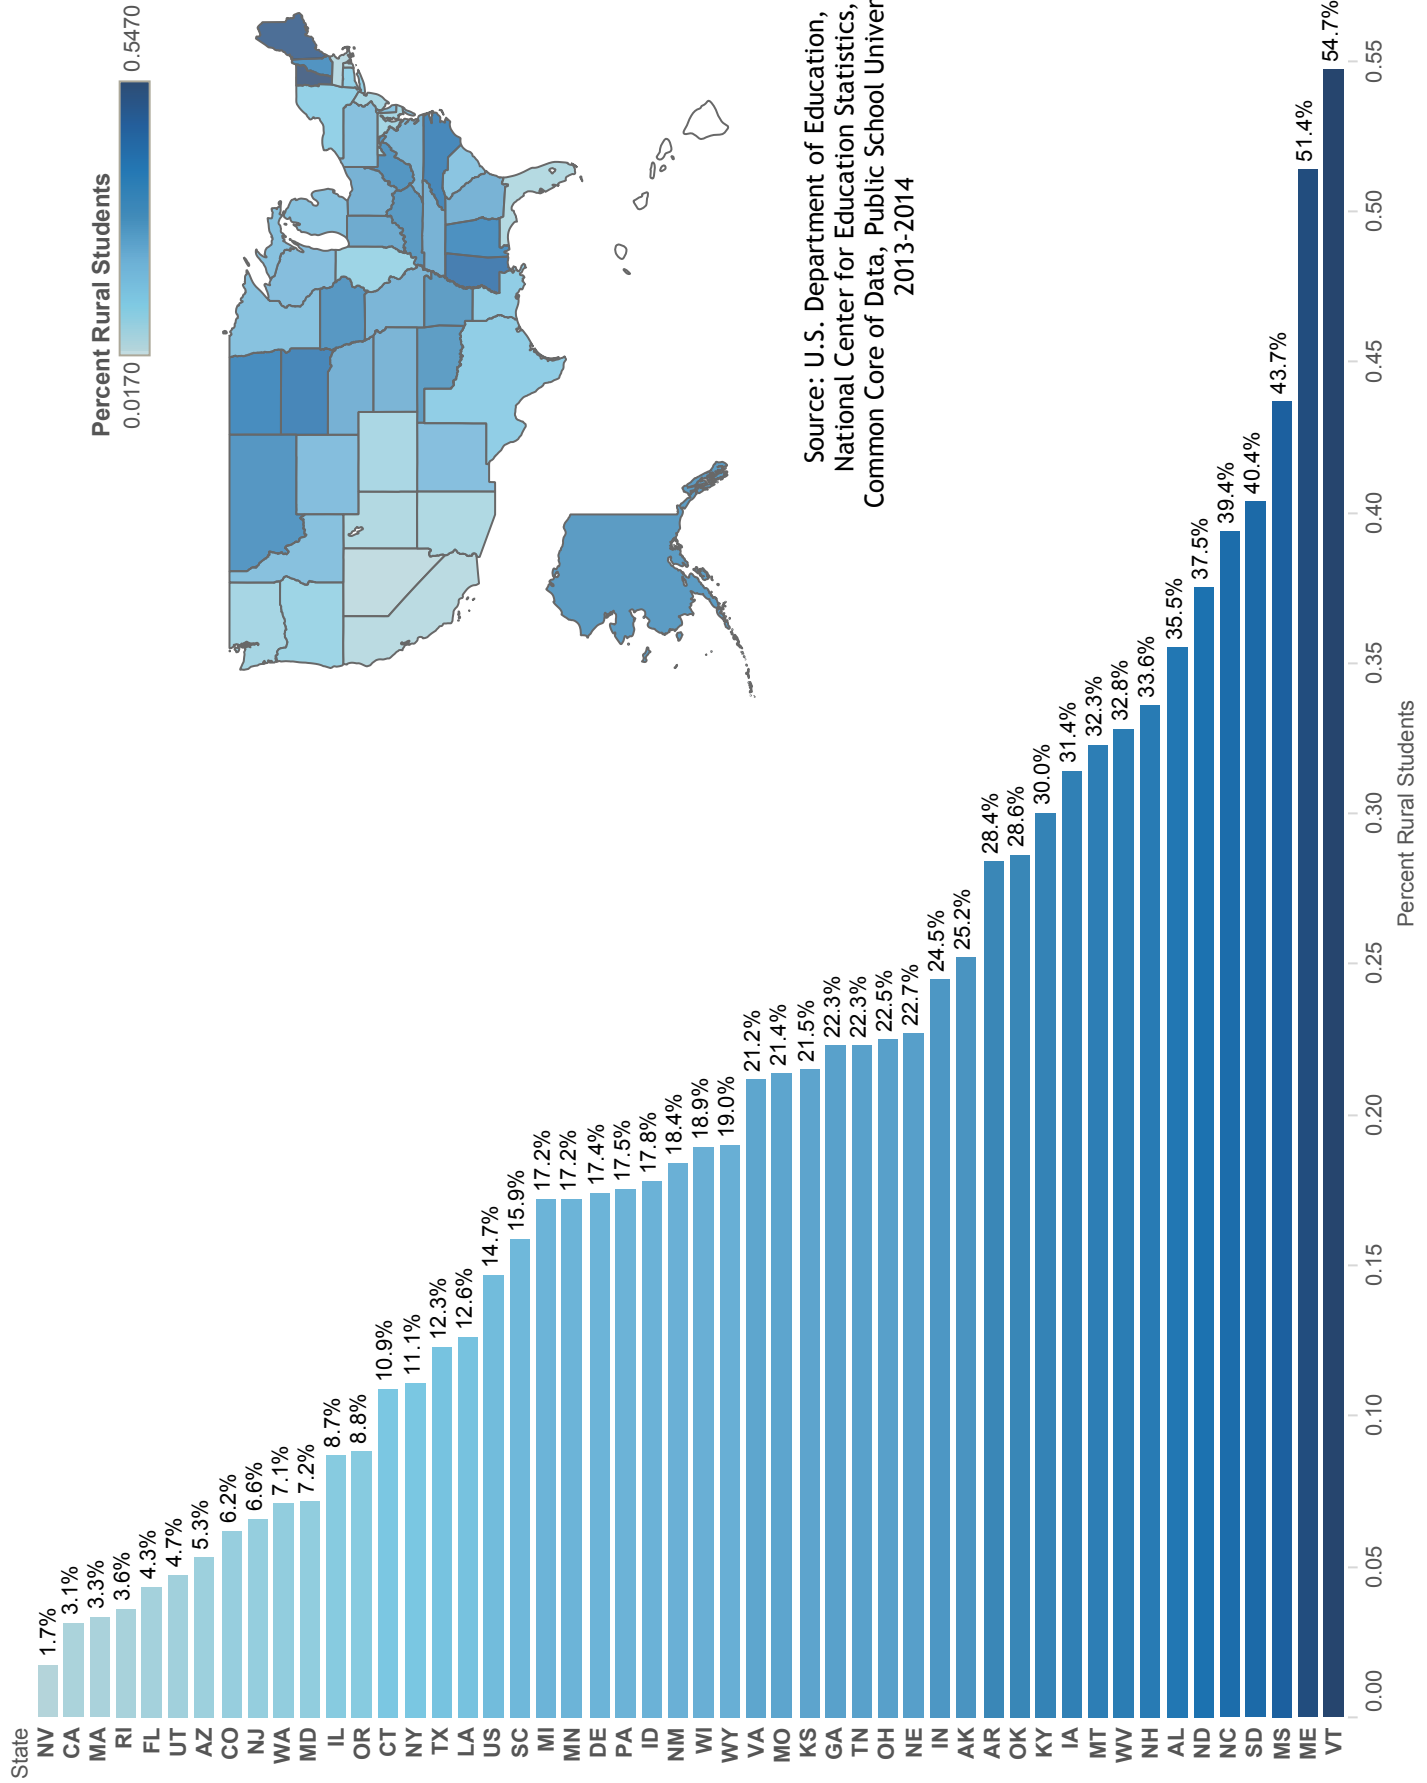 Percent Rural Students
0.0170 0.5470
Source: U.S. Department of Education,
National Center for Education Statistics,
Common Core of Data, Public School Univer
2013-2014
State
NV 1.7%
CA 3.1%
MA 3.3%
RI 3.6%
FL 4.3%
UT 4.7%
AZ 5.3%
CO 6.2%
NJ 6.6%
WA 7.1%
MD 7.2%
IL 8.7%
OR 8.8%
CT 10.9%
NY 11.1%
TX 12.3%
LA 12.6%
US 14.7%
SC 15.9%
MI 17.2%
MN 17.2%
DE 17.4%
PA 17.5%
ID 17.8%
NM 18.4%
WI 18.9%
WY 19.0%
VA 21.2%
MO 21.4%
KS 21.5%
GA 22.3%
TN 22.3%
OH 22.5%
NE 22.7%
IN 24.5%
AK 25.2%
AR 28.4%
OK 28.6%
KY 30.0%
IA 31.4%
MT 32.3%
WV 32.8%
NH 33.6%
AL 35.5%
ND 37.5%
NC 39.4%
SD 40.4%
MS 43.7%
ME 51.4%
VT 54.7%
0.00 0.05 0.10 0.15 0.20 0.25 0.30 0.35 0.40 0.45 0.50 0.55
Percent Rural Students